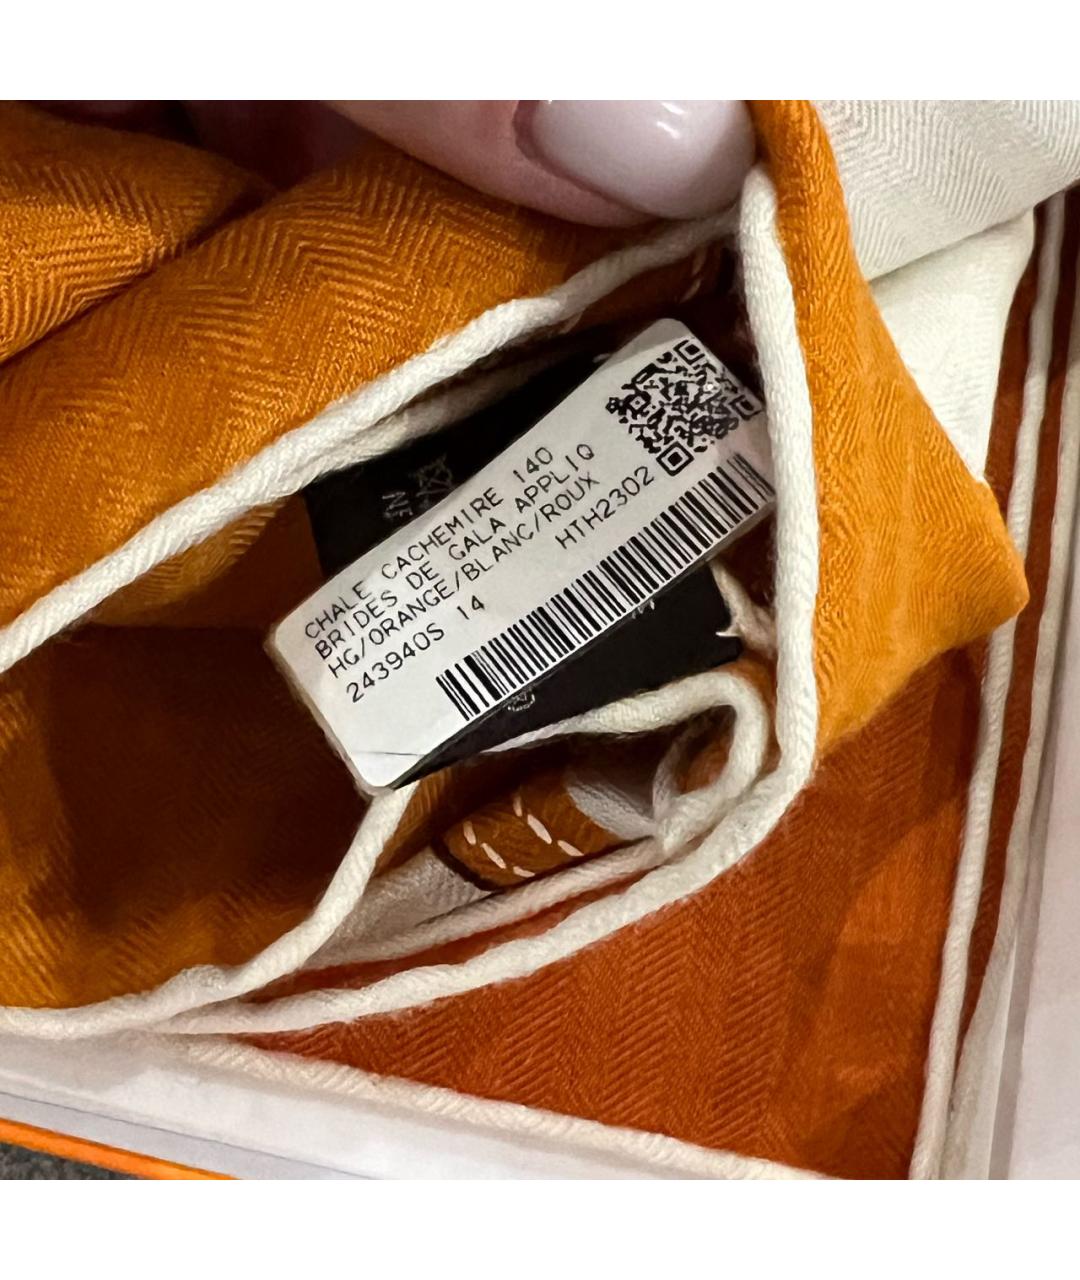 CHALE CACHEMIRE 140
BRIDES DE GALA APPLIQ
HG/ORANGE/BLANC/ROUX
243940S 14 HTH2302